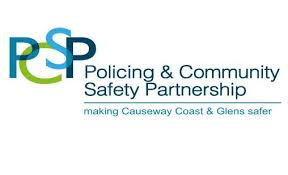 PCSP
Policing & Community
Safety Partnership
making Causeway Coast & Glens safer